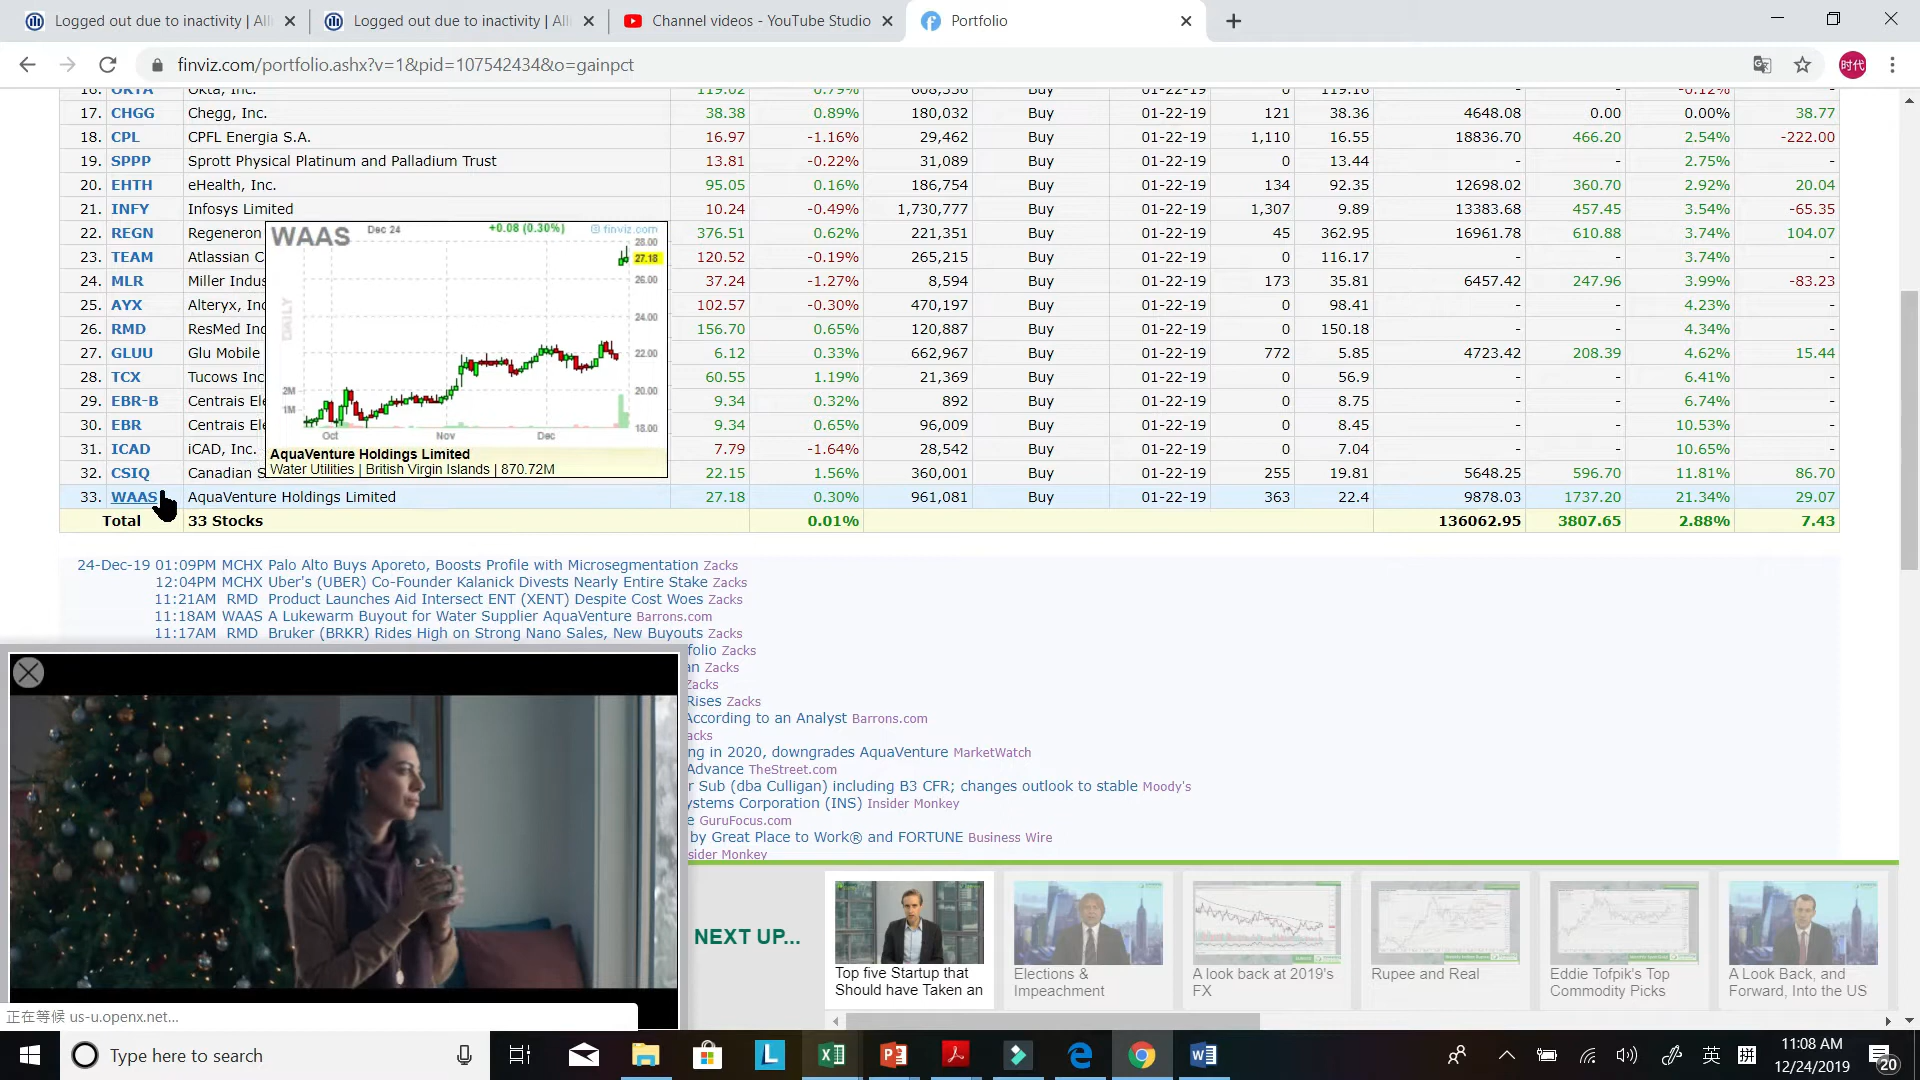 Logged out due to inactivity | Alli
Logged out due to inactivity | Alli
Channel videos - YouTube Studio
Portfolio
finviz.com/portfolio.ashx?v=1&pid=107542434&o=gainpct
时代
16. OKTA Okta, Inc. 119.02 0.79% 608,556 Buy 01-22-19 0 119.16 - - -0.12% -
17. CHGG Chegg, Inc. 38.38 0.89% 180,032 Buy 01-22-19 121 38.36 4648.08 0.00 0.00% 38.77
18. CPL CPFL Energia S.A. 16.97 -1.16% 29,462 Buy 01-22-19 1,110 16.55 18836.70 466.20 2.54% -222.00
19. SPPP Sprott Physical Platinum and Palladium Trust 13.81 -0.22% 31,089 Buy 01-22-19 0 13.44 - - 2.75% -
20. EHTH eHealth, Inc. 95.05 0.16% 186,754 Buy 01-22-19 134 92.35 12698.02 360.70 2.92% 20.04
21. INFY Infosys Limited 10.24 -0.49% 1,730,777 Buy 01-22-19 1,307 9.89 13383.68 457.45 3.54% -65.35
22. REGN Regeneron 376.51 0.62% 221,351 Buy 01-22-19 45 362.95 16961.78 610.88 3.74% 104.07
23. TEAM Atlassian C 120.52 -0.19% 265,215 Buy 01-22-19 0 116.17 - - 3.74% -
24. MLR Miller Indus 37.24 -1.27% 8,594 Buy 01-22-19 173 35.81 6457.42 247.96 3.99% -83.23
25. AYX Alteryx, Inc 102.57 -0.30% 470,197 Buy 01-22-19 0 98.41 - - 4.23% -
26. RMD ResMed Inc 156.70 0.65% 120,887 Buy 01-22-19 0 150.18 - - 4.34% -
27. GLUU Glu Mobile 6.12 0.33% 662,967 Buy 01-22-19 772 5.85 4723.42 208.39 4.62% 15.44
28. TCX Tucows Inc 60.55 1.19% 21,369 Buy 01-22-19 0 56.9 - - 6.41% -
29. EBR-B Centrais Ele 9.34 0.32% 892 Buy 01-22-19 0 8.75 - - 6.74% -
30. EBR Centrais Ele 9.34 0.65% 96,009 Buy 01-22-19 0 8.45 - - 10.53% -
31. ICAD iCAD, Inc. 7.79 -1.64% 28,542 Buy 01-22-19 0 7.04 - - 10.65% -
32. CSIQ Canadian S 22.15 1.56% 360,001 Buy 01-22-19 255 19.81 5648.25 596.70 11.81% 86.70
33. WAAS AquaVenture Holdings Limited 27.18 0.30% 961,081 Buy 01-22-19 363 22.4 9878.03 1737.20 21.34% 29.07
Total 33 Stocks 0.01% 136062.95 3807.65 2.88% 7.43
WAAS Dec 24 +0.08 (0.30%) finviz.com
28.00
27.18
26.00
DAILY
24.00
22.00
2M 20.00
1M
18.00
Oct Nov Dec
AquaVenture Holdings Limited
Water Utilities | British Virgin Islands | 870.72M
24-Dec-19 01:09PM MCHX Palo Alto Buys Aporeto, Boosts Profile with Microsegmentation Zacks
12:04PM MCHX Uber's (UBER) Co-Founder Kalanick Divests Nearly Entire Stake Zacks
11:21AM RMD Product Launches Aid Intersect ENT (XENT) Despite Cost Woes Zacks
11:18AM WAAS A Lukewarm Buyout for Water Supplier AquaVenture Barrons.com
11:17AM RMD Bruker (BRKR) Rides High on Strong Nano Sales, New Buyouts Zacks
folio Zacks
an Zacks
Zacks
Rises Zacks
According to an Analyst Barrons.com
acks
ng in 2020, downgrades AquaVenture MarketWatch
Advance TheStreet.com
r Sub (dba Culligan) including B3 CFR; changes outlook to stable Moody's
ystems Corporation (INS) Insider Monkey
e GuruFocus.com
by Great Place to Work® and FORTUNE Business Wire
sider Monkey
NEXT UP...
Top five Startup that
Should have Taken an
Elections &
Impeachment
A look back at 2019's
FX
Rupee and Real
Eddie Tofpik's Top
Commodity Picks
A Look Back, and
Forward, Into the US
正在等候 us-u.openx.net...
Type here to search
英 拼
11:08 AM
12/24/2019
20